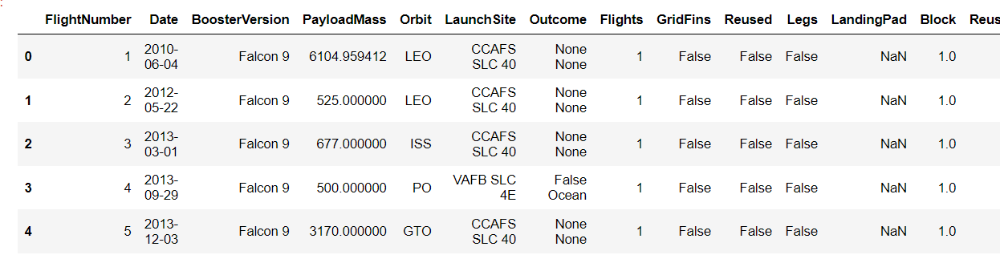 FlightNumber Date BoosterVersion PayloadMass Orbit LaunchSite Outcome Flights GridFins Reused Legs LandingPad Block Reus
0 1 2010-06-04 Falcon 9 6104.959412 LEO CCAFS SLC 40 None None 1 False False False NaN 1.0
1 2 2012-05-22 Falcon 9 525.000000 LEO CCAFS SLC 40 None None 1 False False False NaN 1.0
2 3 2013-03-01 Falcon 9 677.000000 ISS CCAFS SLC 40 None None 1 False False False NaN 1.0
3 4 2013-09-29 Falcon 9 500.000000 PO VAFB SLC 4E False Ocean 1 False False False NaN 1.0
4 5 2013-12-03 Falcon 9 3170.000000 GTO CCAFS SLC 40 None None 1 False False False NaN 1.0